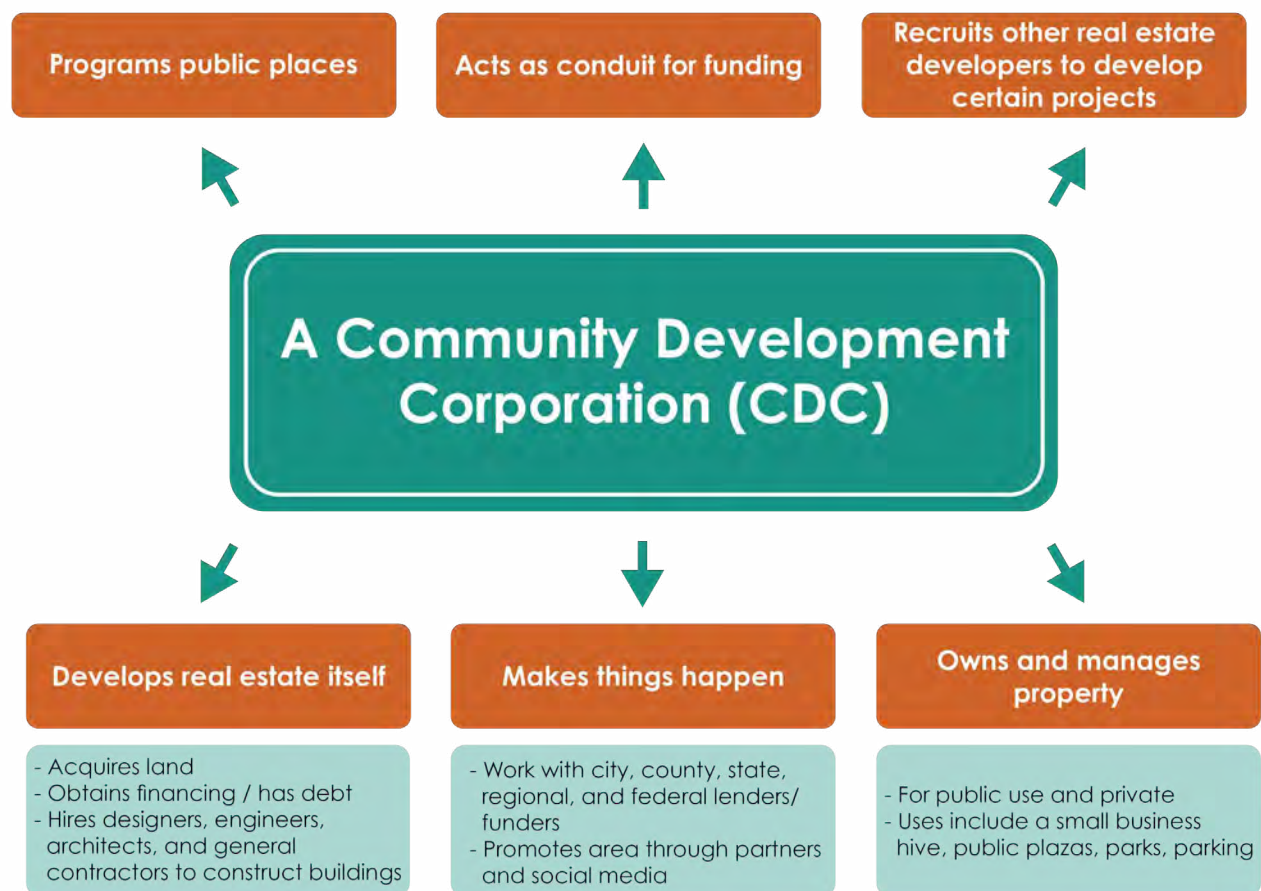 Programs public places
Acts as conduit for funding
Recruits other real estate
developers to develop
certain projects
A Community Development
Corporation (CDC)
Develops real estate itself
- Acquires land
- Obtains financing / has debt
- Hires designers, engineers,
architects, and general
contractors to construct buildings
Makes things happen
- Work with city, county, state,
regional, and federal lenders/
funders
- Promotes area through partners
and social media
Owns and manages
property
- For public use and private
- Uses include a small business
hive, public plazas, parks, parking